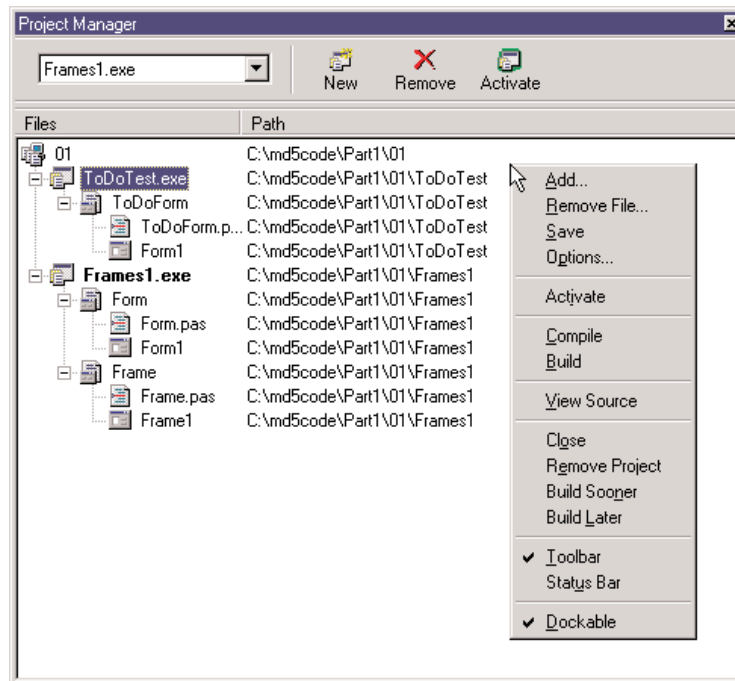 Project Manager
Frames1.exe
New Remove Activate
Files Path
01 C:\md5code\Part1\01
ToDoTest.exe C:\md5code\Part1\01\ToDoTest
ToDoForm C:\md5code\Part1\01\ToDoTest
ToDoForm.p... C:\md5code\Part1\01\ToDoTest
Form1 C:\md5code\Part1\01\ToDoTest
Frames1.exe C:\md5code\Part1\01\Frames1
Form C:\md5code\Part1\01\Frames1
Form.pas C:\md5code\Part1\01\Frames1
Form1 C:\md5code\Part1\01\Frames1
Frame C:\md5code\Part1\01\Frames1
Frame.pas C:\md5code\Part1\01\Frames1
Frame1 C:\md5code\Part1\01\Frames1
Add...
Remove File...
Save
Options...
Activate
Compile
Build
View Source
Close
Remove Project
Build Sooner
Build Later
Toolbar
Status Bar
Dockable